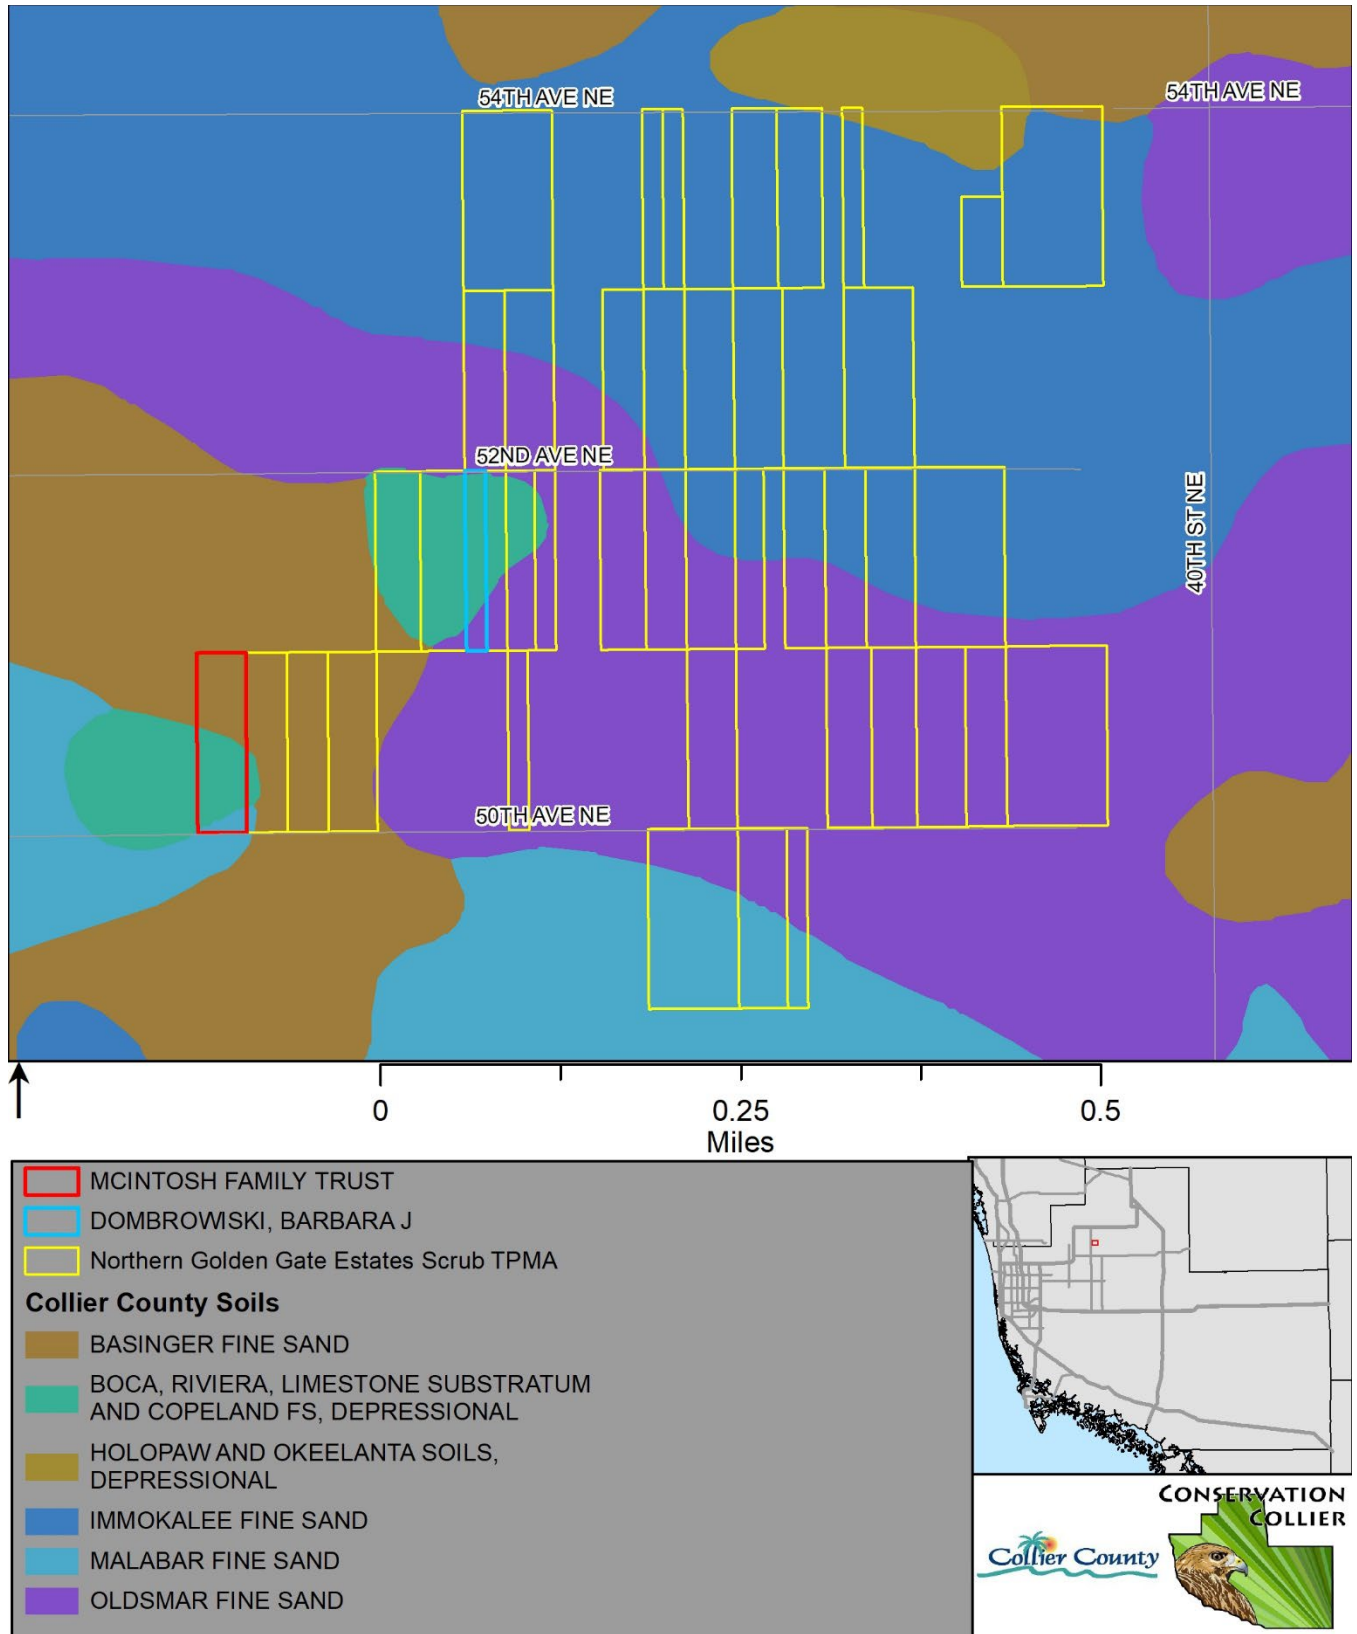 54TH AVE NE
54TH AVE NE
52ND AVE NE
40TH ST NE
50TH AVE NE
0
0.25
0.5
Miles
MCINTOSH FAMILY TRUST
DOMBROWISKI, BARBARA J
Northern Golden Gate Estates Scrub TPMA
Collier County Soils
BASINGER FINE SAND
BOCA, RIVIERA, LIMESTONE SUBSTRATUM
AND COPELAND FS, DEPRESSIONAL
HOLOPAW AND OKEELANTA SOILS,
DEPRESSIONAL
IMMOKALEE FINE SAND
MALABAR FINE SAND
OLDSMAR FINE SAND
CONSERVATION
COLLIER
Collier County